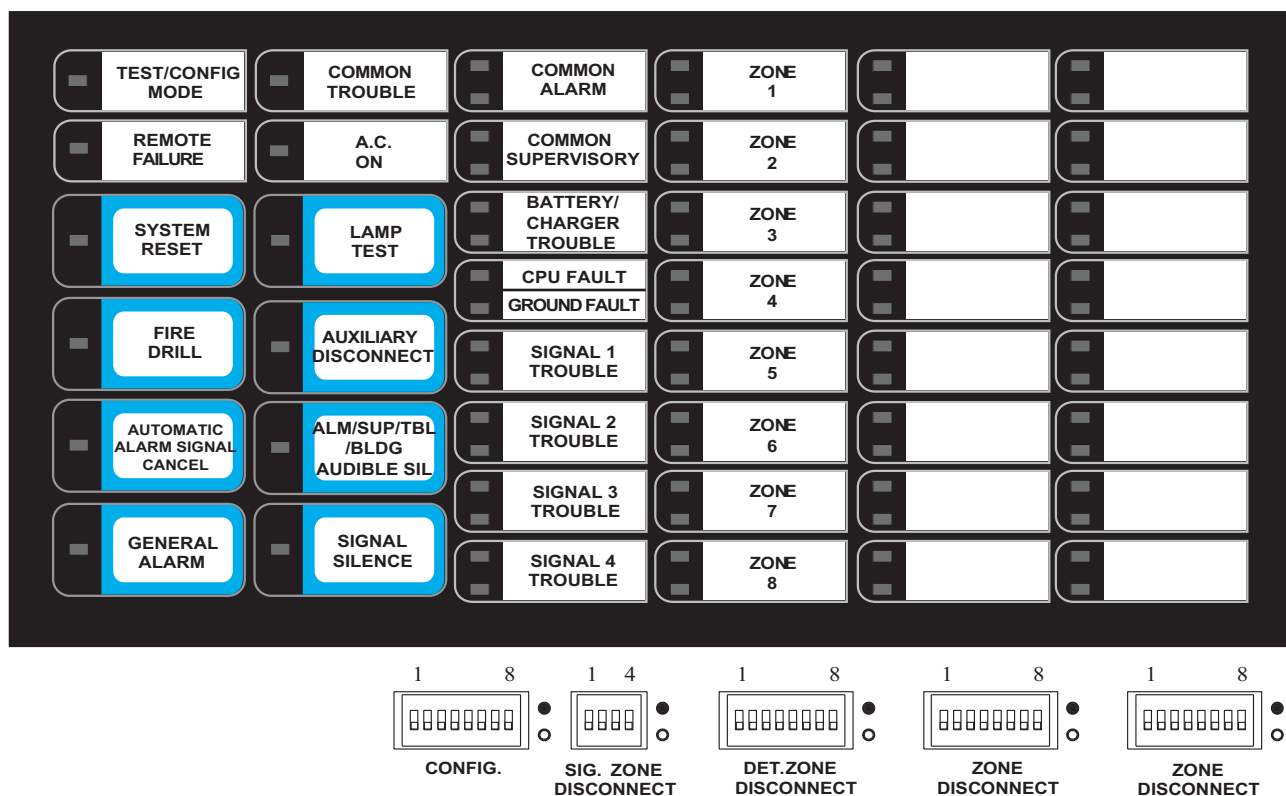 TEST/CONFIG
MODE
COMMON
TROUBLE
COMMON
ALARM
ZONE
1
REMOTE
FAILURE
A.C.
ON
COMMON
SUPERVISORY
ZONE
2
SYSTEM
RESET
LAMP
TEST
BATTERY/
CHARGER
TROUBLE
ZONE
3
CPU FAULT
GROUND FAULT
ZONE
4
FIRE
DRILL
AUXILIARY
DISCONNECT
SIGNAL 1
TROUBLE
ZONE
5
AUTOMATIC
ALARM SIGNAL
CANCEL
ALM/SUP/TBL
/BLDG
AUDIBLE SIL
SIGNAL 2
TROUBLE
ZONE
6
SIGNAL 3
TROUBLE
ZONE
7
GENERAL
ALARM
SIGNAL
SILENCE
SIGNAL 4
TROUBLE
ZONE
8
1 8
1 4
1 8
1 8
1 8
CONFIG.
SIG. ZONE
DISCONNECT
DET.ZONE
DISCONNECT
ZONE
DISCONNECT
ZONE
DISCONNECT